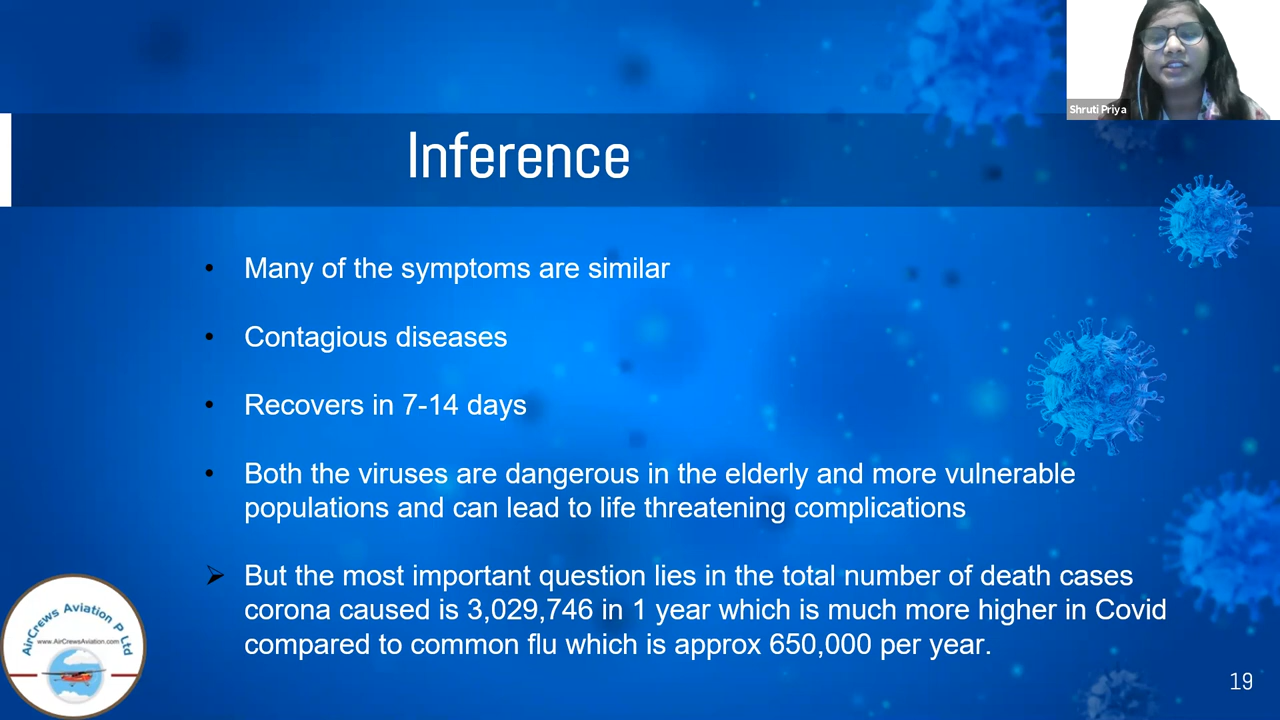 Shruti Priya
Inference
• Many of the symptoms are similar
• Contagious diseases
• Recovers in 7-14 days
• Both the viruses are dangerous in the elderly and more vulnerable
populations and can lead to life threatening complications
➢ But the most important question lies in the total number of death cases
corona caused is 3,029,746 in 1 year which is much more higher in Covid
compared to common flu which is approx 650,000 per year.
AirCrews Aviation P Ltd
www.AirCrewsAviation.com
19